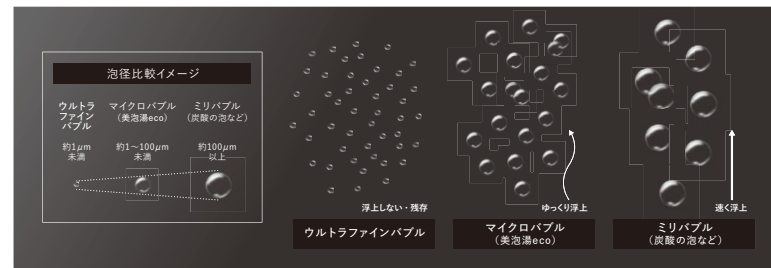 泡径比較イメージ
ウルトラ
ファイン
バブル
約1μm
未満
マイクロバブル
(美泡湯eco)
約1~100μm
未満
ミリバブル
(炭酸の泡など)
約100μm
以上
浮上しない・残存
ウルトラファインバブル
ゆっくり浮上
マイクロバブル
(美泡湯eco)
速く浮上
ミリバブル
(炭酸の泡など)